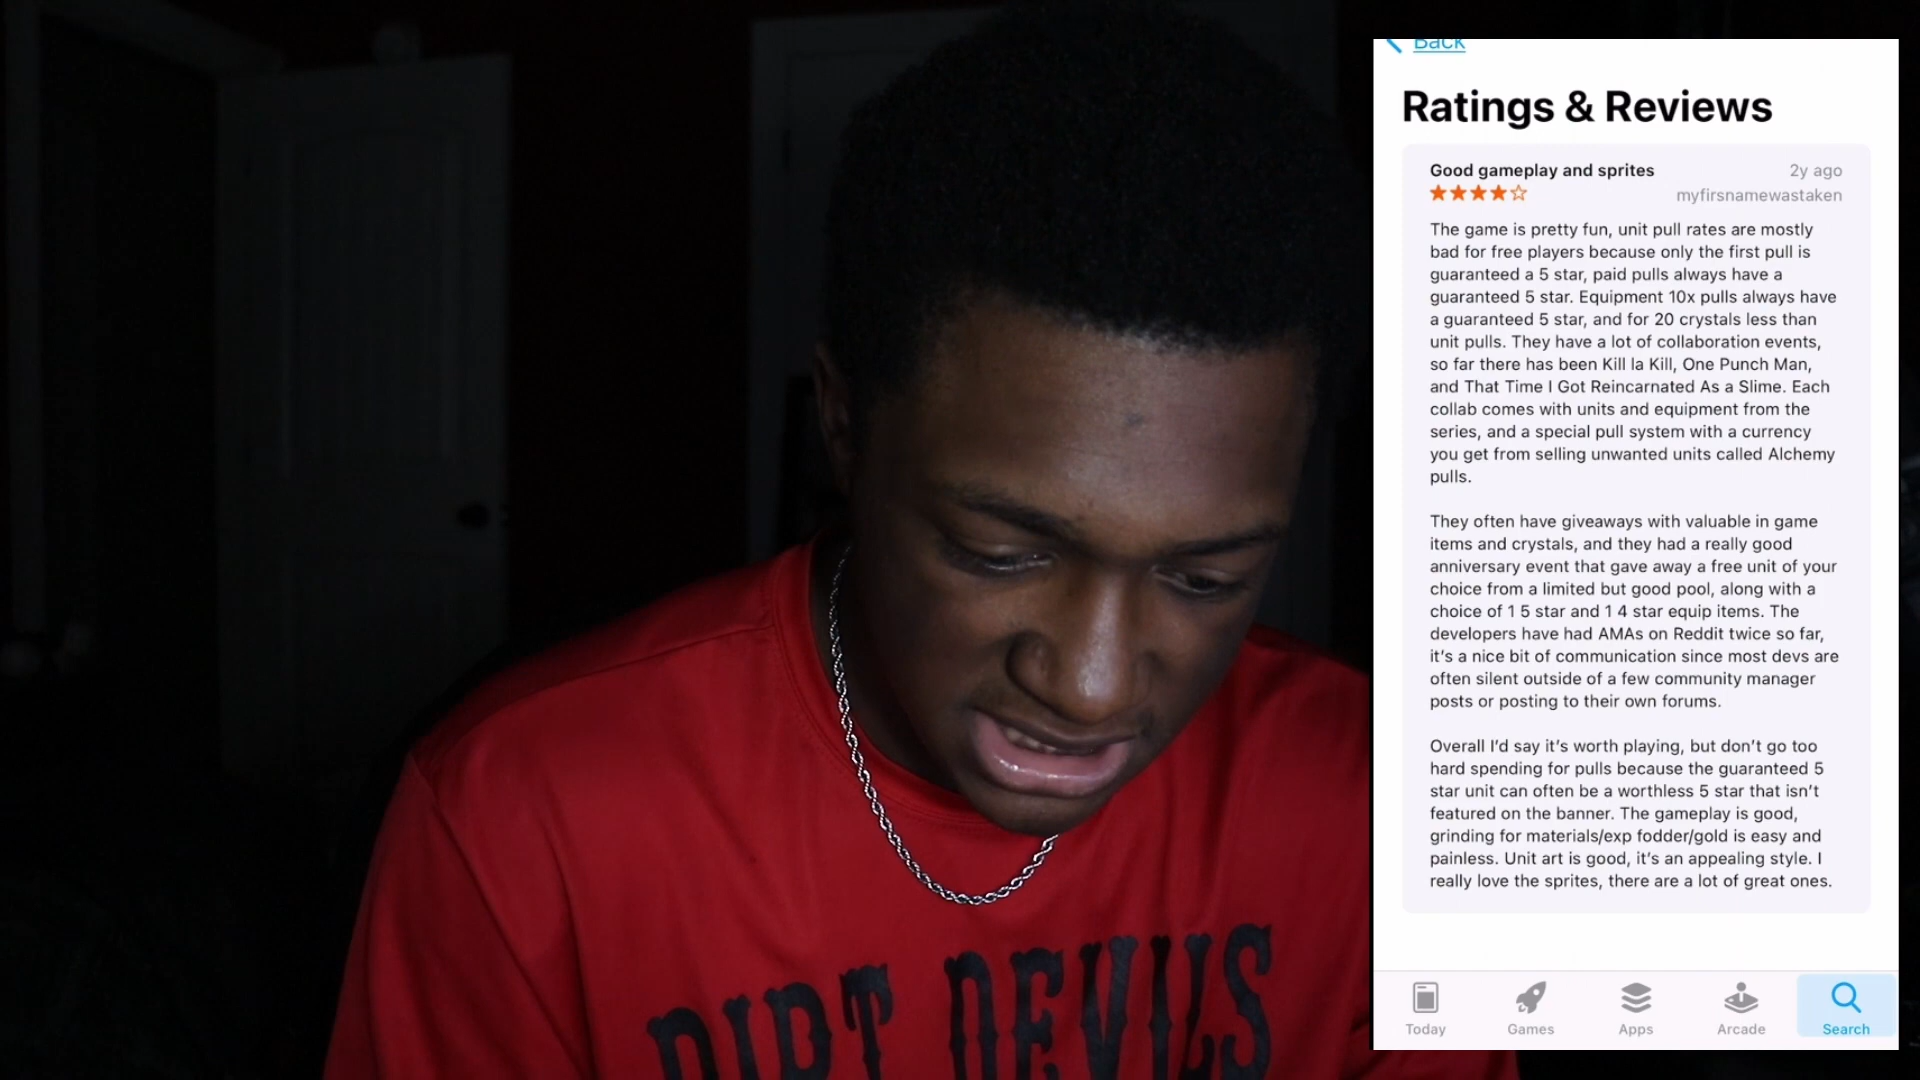 Back
Ratings & Reviews
Good gameplay and sprites
2y ago
myfirsnamewastaken
The game is pretty fun, unit pull rates are mostly
bad for free players because only the first pull is
guaranteed a 5 star, paid pulls always have a
guaranteed 5 star. Equipment 10x pulls always have
a guaranteed 5 star, and for 20 crystals less than
unit pulls. They have a lot of collaboration events,
so far there has been Kill la Kill, One Punch Man,
and That Time I Got Reincarnated As a Slime. Each
collab comes with units and equipment from the
series, and a special pull system with a currency
you get from selling unwanted units called Alchemy
pulls.
They often have giveaways with valuable in game
items and crystals, and they had a really good
anniversary event that gave away a free unit of your
choice from a limited but good pool, along with a
choice of 1 5 star and 1 4 star equip items. The
developers have had AMAs on Reddit twice so far,
it's a nice bit of communication since most devs are
often silent outside of a few community manager
posts or posting to their own forums.
Overall I'd say it's worth playing, but don't go too
hard spending for pulls because the guaranteed 5
star unit can often be a worthless 5 star that isn't
featured on the banner. The gameplay is good,
grinding for materials/exp fodder/gold is easy and
painless. Unit art is good, it's an appealing style. I
really love the sprites, there are a lot of great ones.
Today
Games
Apps
Arcade
Search
DIRT DEVILS